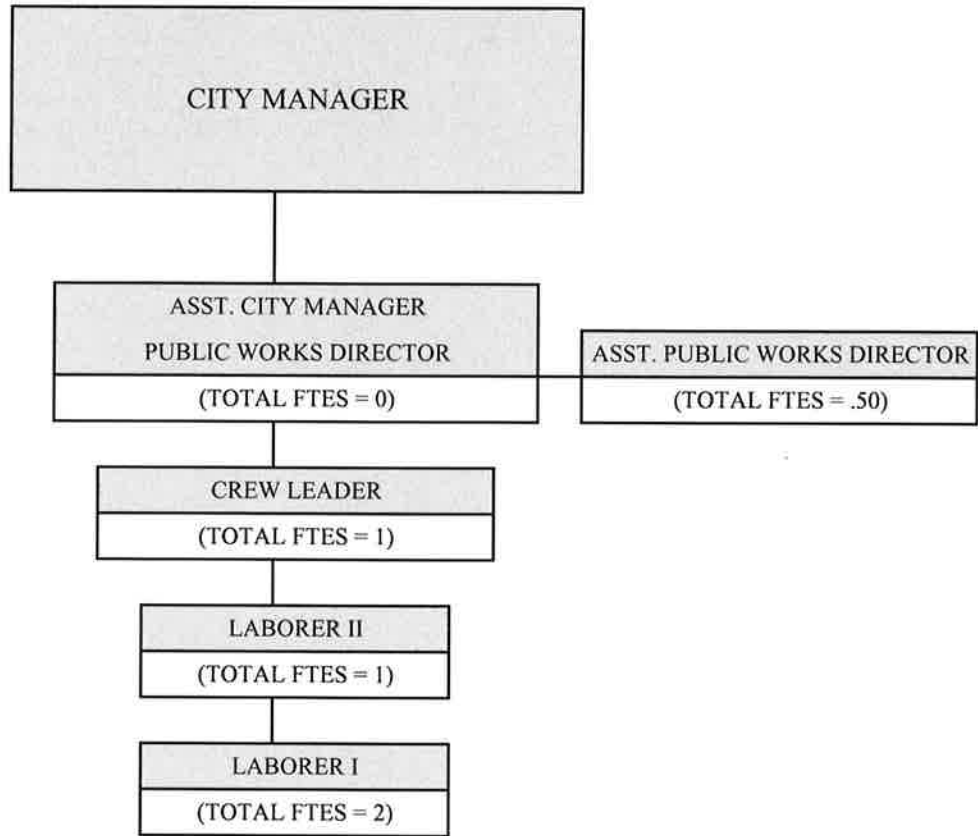 CITY MANAGER
ASST. CITY MANAGER
PUBLIC WORKS DIRECTOR
(TOTAL FTES = 0)
ASST. PUBLIC WORKS DIRECTOR
(TOTAL FTES = .50)
CREW LEADER
(TOTAL FTES = 1)
LABORER II
(TOTAL FTES = 1)
LABORER I
(TOTAL FTES = 2)